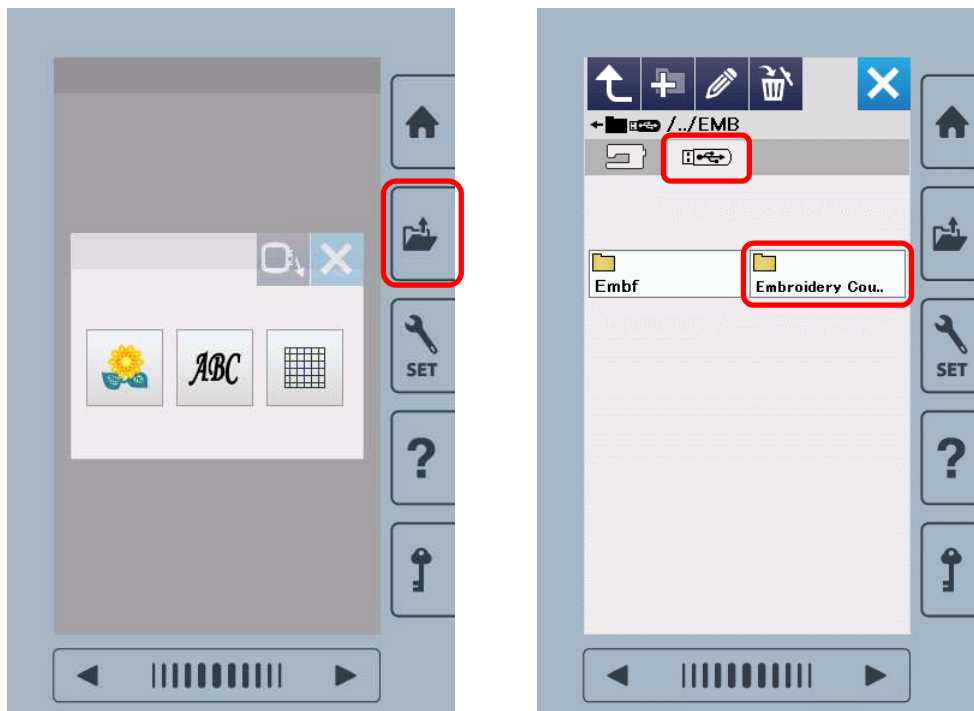 ABC
SET
?
/../EMB
Embf
Embroidery Cou..
SET
?